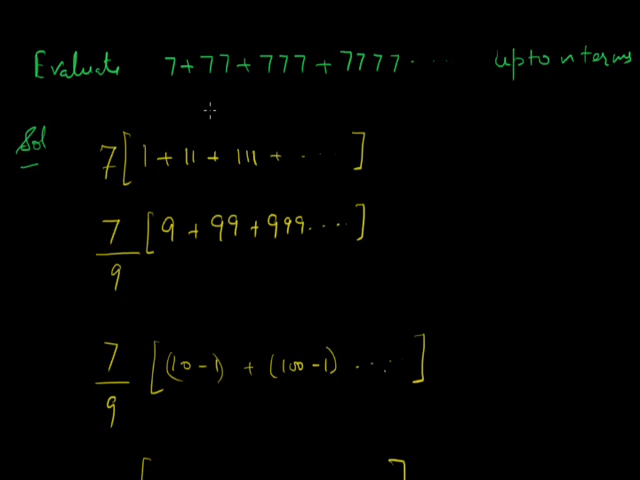 Evaluate 7+77+777+7777..... upto n terms
Sol
7[1+11+111+.....]
7/9 [9+99+999.....]
7/9 [(10-1)+(100-1).....]
[ ]